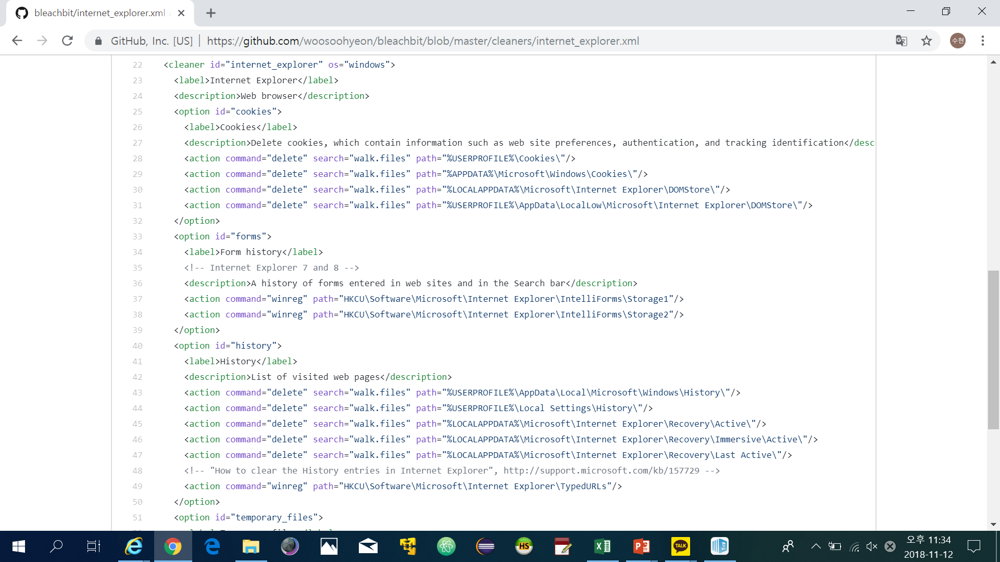 bleachbit/internet_explorer.xml
GitHub, Inc. [US] | https://github.com/woosoohyeon/bleachbit/blob/master/cleaners/internet_explorer.xml
수현
22 <cleaner id="internet_explorer" os="windows">
23 <label>Internet Explorer</label>
24 <description>Web browser</description>
25 <option id="cookies">
26 <label>Cookies</label>
27 <description>Delete cookies, which contain information such as web site preferences, authentication, and tracking identification</desc
28 <action command="delete" search="walk.files" path="%USERPROFILE%\Cookies\"/>
29 <action command="delete" search="walk.files" path="%APPDATA%\Microsoft\Windows\Cookies\"/>
30 <action command="delete" search="walk.files" path="%LOCALAPPDATA%\Microsoft\Internet Explorer\DOMStore\"/>
31 <action command="delete" search="walk.files" path="%USERPROFILE%\AppData\LocalLow\Microsoft\Internet Explorer\DOMStore\"/>
32 </option>
33 <option id="forms">
34 <label>Form history</label>
35 <!-- Internet Explorer 7 and 8 -->
36 <description>A history of forms entered in web sites and in the Search bar</description>
37 <action command="winreg" path="HKCU\Software\Microsoft\Internet Explorer\IntelliForms\Storage1"/>
38 <action command="winreg" path="HKCU\Software\Microsoft\Internet Explorer\IntelliForms\Storage2"/>
39 </option>
40 <option id="history">
41 <label>History</label>
42 <description>List of visited web pages</description>
43 <action command="delete" search="walk.files" path="%USERPROFILE%\AppData\Local\Microsoft\Windows\History\"/>
44 <action command="delete" search="walk.files" path="%USERPROFILE%\Local Settings\History\"/>
45 <action command="delete" search="walk.files" path="%LOCALAPPDATA%\Microsoft\Internet Explorer\Recovery\Active\"/>
46 <action command="delete" search="walk.files" path="%LOCALAPPDATA%\Microsoft\Internet Explorer\Recovery\Immersive\Active\"/>
47 <action command="delete" search="walk.files" path="%LOCALAPPDATA%\Microsoft\Internet Explorer\Recovery\Last Active\"/>
48 <!-- "How to clear the History entries in Internet Explorer", http://support.microsoft.com/kb/157729 -->
49 <action command="winreg" path="HKCU\Software\Microsoft\Internet Explorer\TypedURLs"/>
50 </option>
51 <option id="temporary_files">
HS
TALK
오후 11:34
2018-11-12